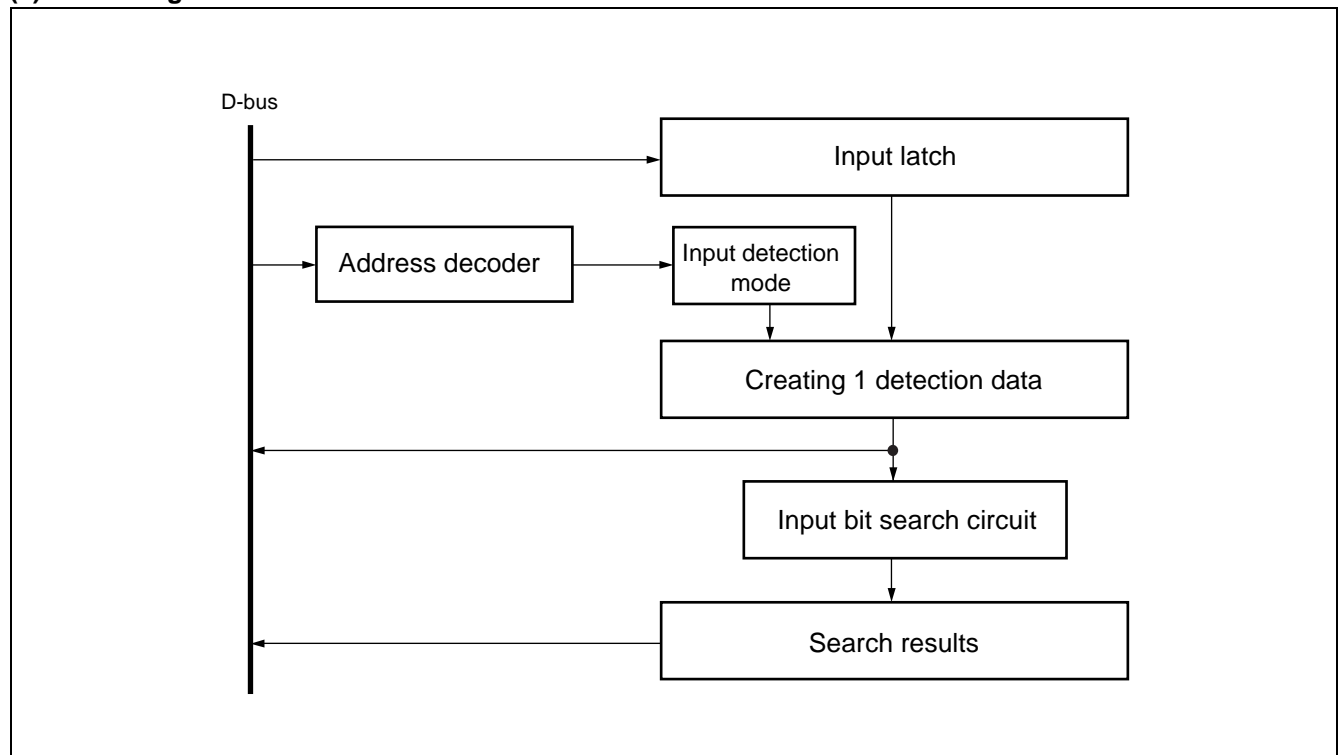 D-bus
Input latch
Address decoder
Input detection
mode
Creating 1 detection data
Input bit search circuit
Search results